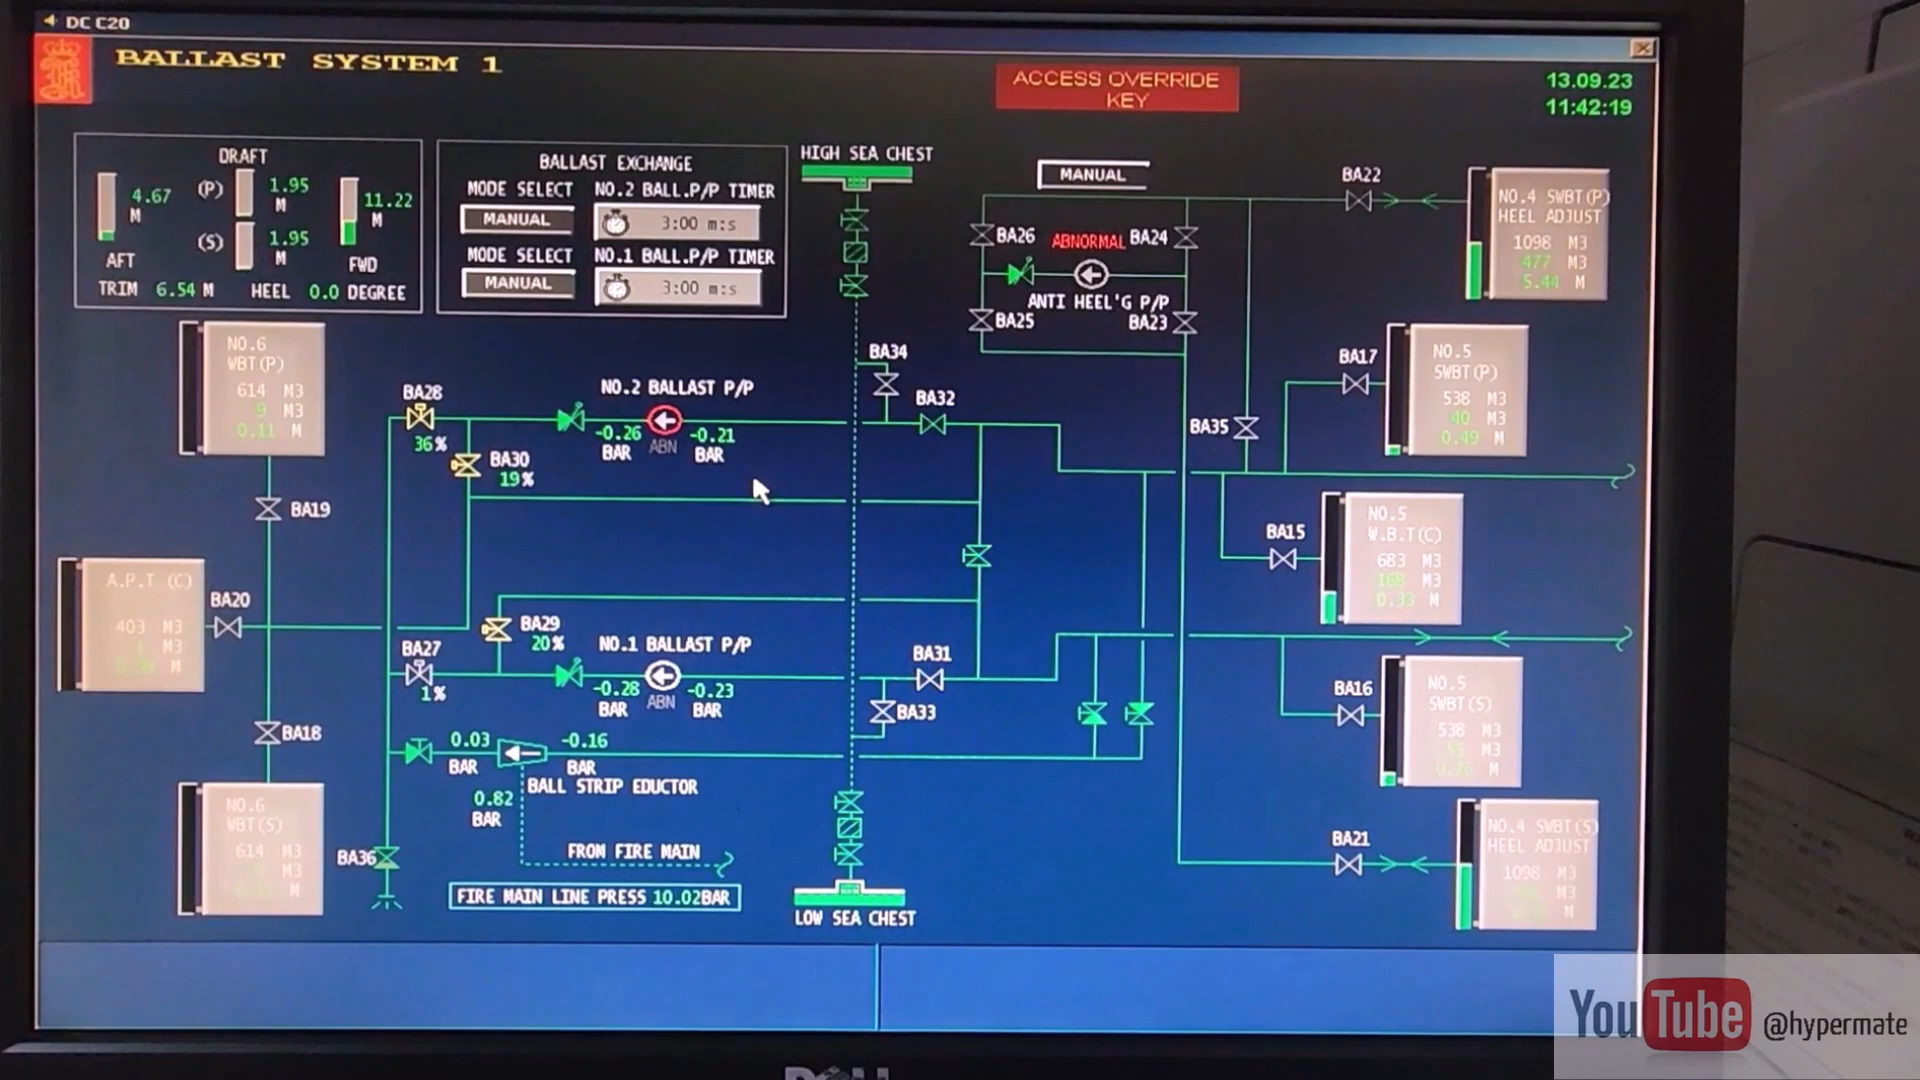 DC C20
BALLAST SYSTEM 1
ACCESS OVERRIDE
KEY
13.09.23
11:42:19
DRAFT
4.67
M
(P)
1.95
M
(S)
1.95
M
11.22
M
AFT
FWD
TRIM 6.54 M HEEL 0.0 DEGREE
BALLAST EXCHANGE
MODE SELECT NO.2 BALL.P/P TIMER
MANUAL 3:00 m:s
MODE SELECT NO.1 BALL.P/P TIMER
MANUAL 3:00 m:s
HIGH SEA CHEST
MANUAL
BA26
ABNORMAL
BA24
ANTI HEEL'G P/P
BA25
BA23
BA22
NO.4 SWBT(P)
HEEL ADJUST
1098 M3
477 M3
5.44 M
NO.6
WBT(P)
614 M3
9 M3
0.11 M
BA28
36%
BA30
19%
NO.2 BALLAST P/P
-0.26
BAR
ABN
-0.21
BAR
BA34
BA32
BA35
BA17
NO.5
SWBT(P)
538 M3
40 M3
0.49 M
BA19
BA15
NO.5
W.B.T(C)
683 M3
168 M3
0.33 M
A.P.T (C)
403 M3
M3
M
BA20
BA29
20%
BA27
1%
NO.1 BALLAST P/P
-0.28
BAR
ABN
-0.23
BAR
BA31
BA33
BA16
NO.5
SWBT(S)
538 M3
M3
M
BA18
0.03
BAR
-0.16
BAR
BALL STRIP EDUCTOR
0.82
BAR
FROM FIRE MAIN
FIRE MAIN LINE PRESS 10.02BAR
NO.6
WBT(S)
614 M3
M3
M
BA36
LOW SEA CHEST
BA21
NO.4 SWBT(S)
HEEL ADJUST
1098 M3
M3
M
YouTube @hypermate